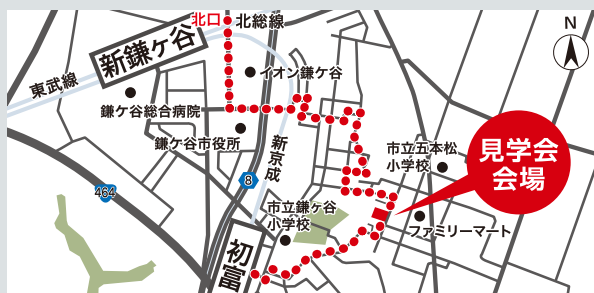 北口
北総線
N
新鎌ヶ谷
東武線
イオン鎌ケ谷
鎌ケ谷総合病院
鎌ケ谷市役所
新京成
8
464
市立五本松
小学校
見学会
会場
市立鎌ケ谷
小学校
ファミリーマート
初富